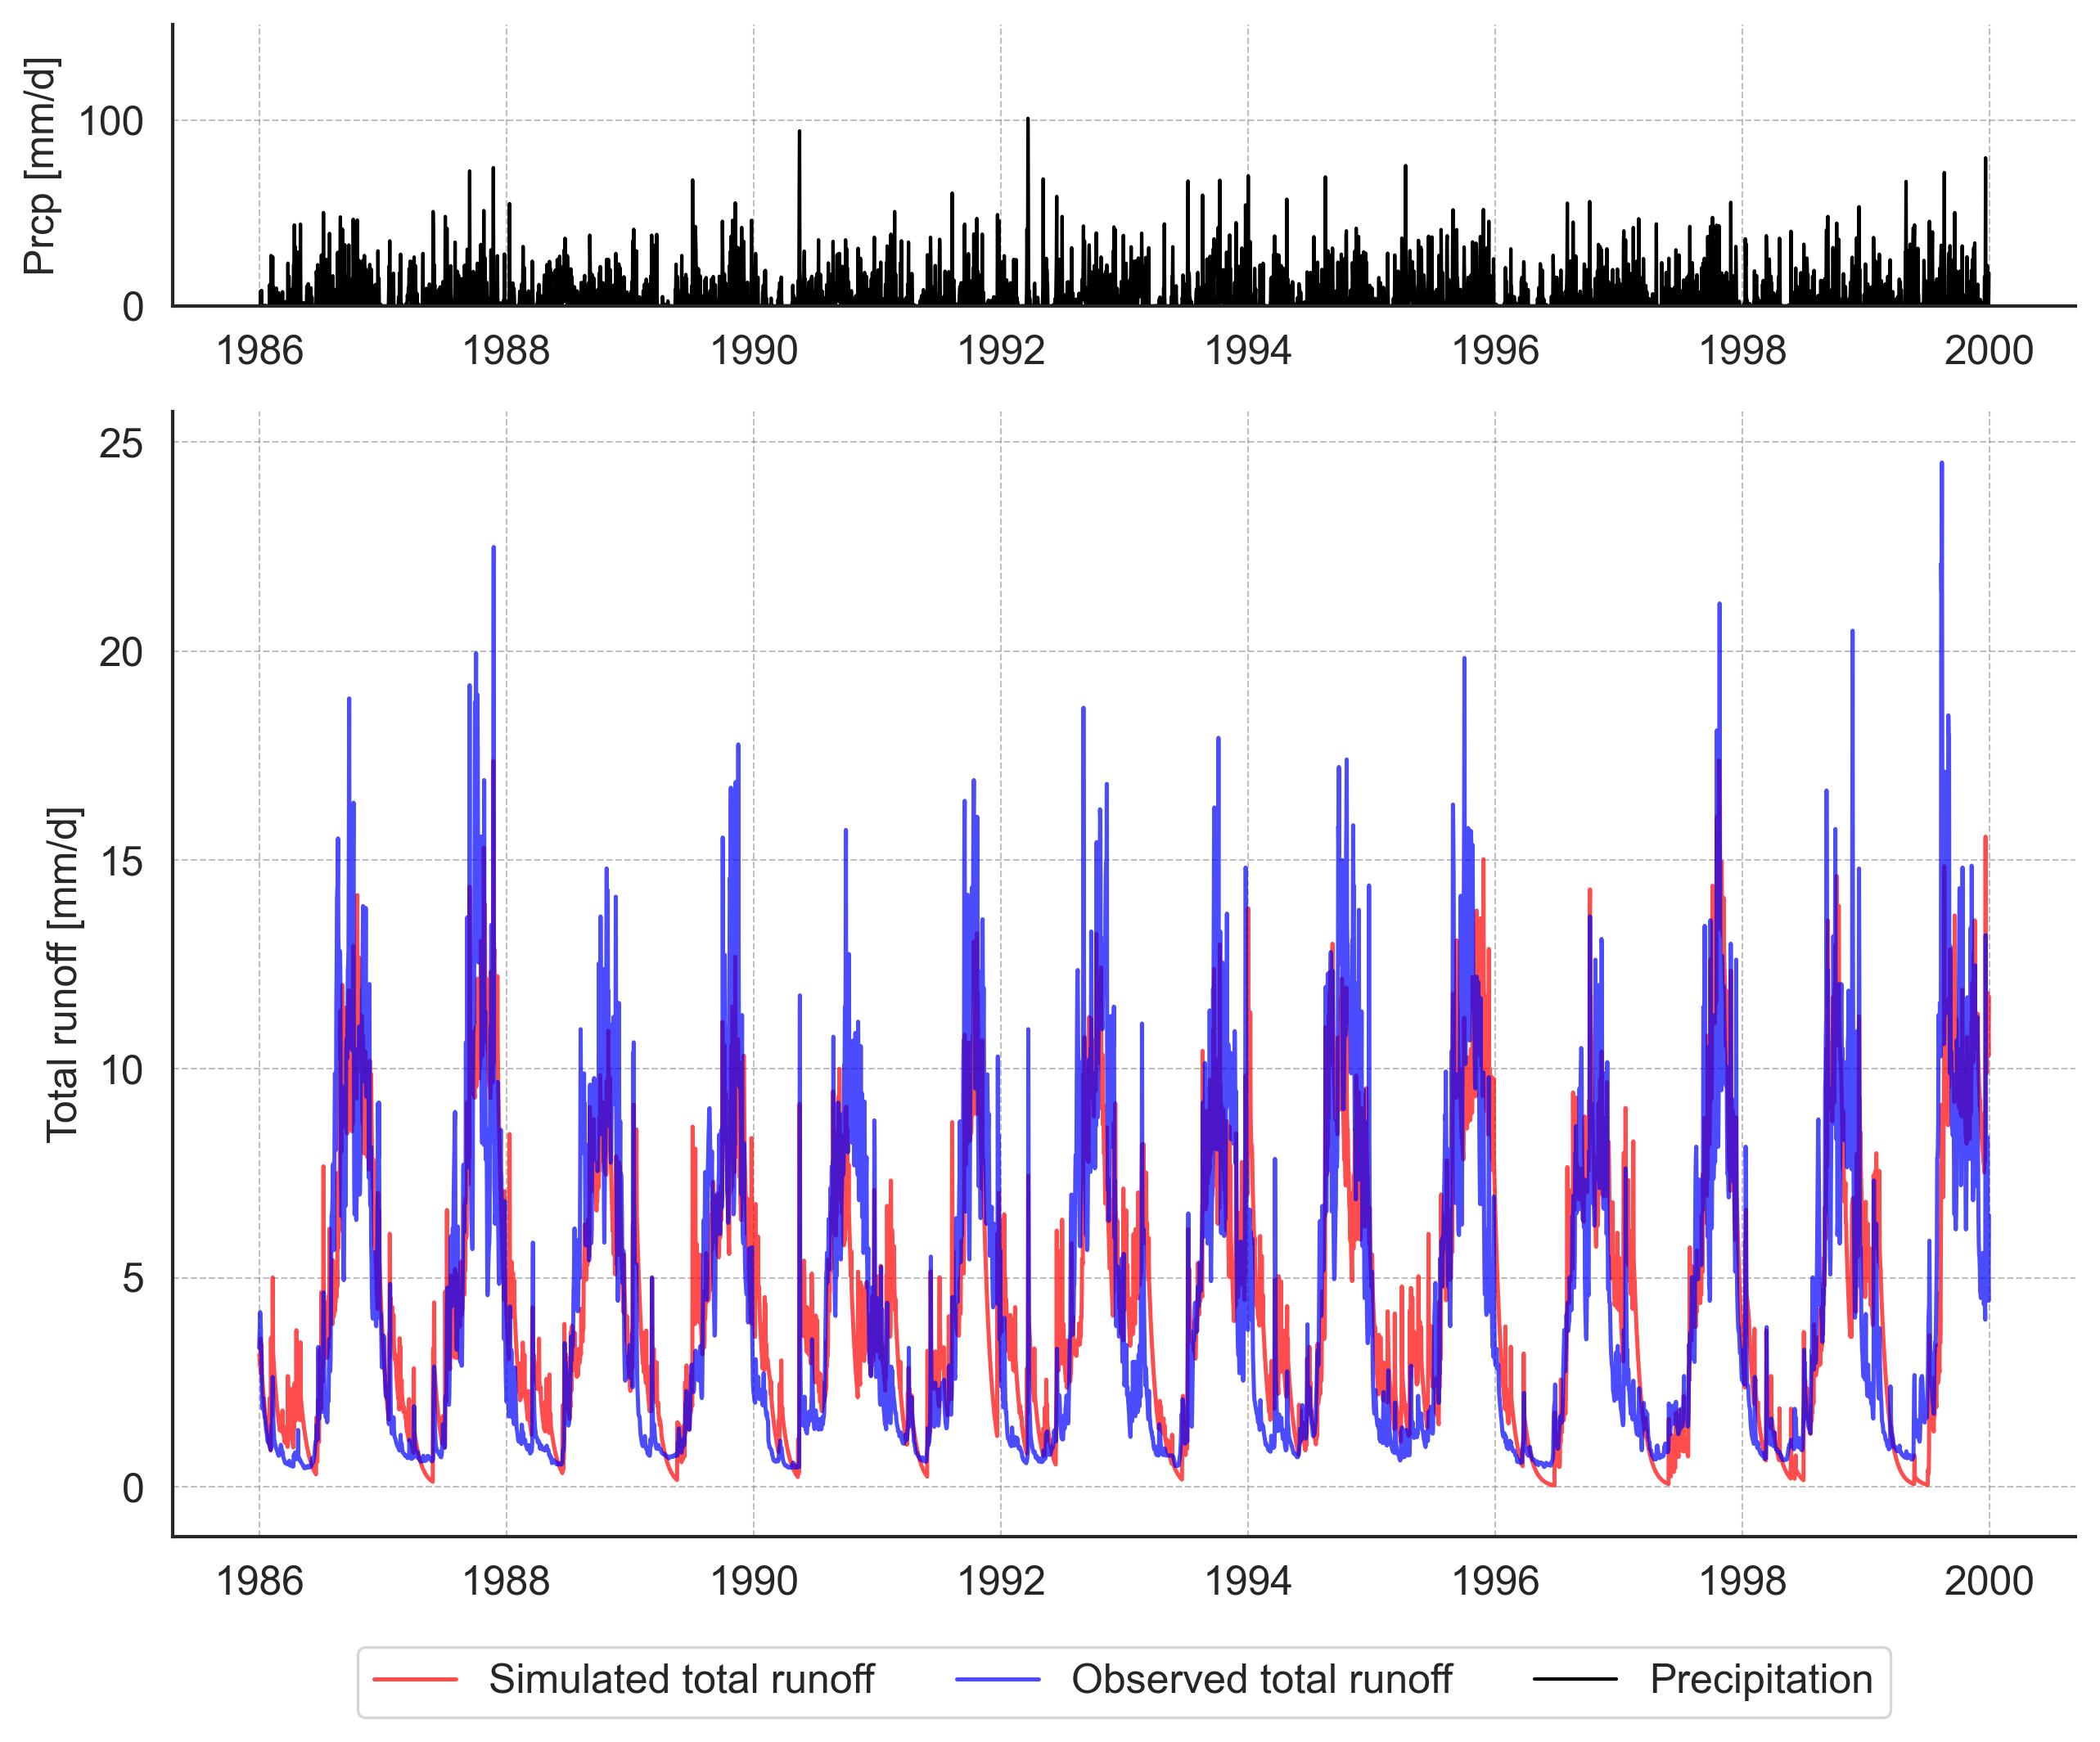 Prcp [mm/d]
100
0
1986 1988 1990 1992 1994 1996 1998 2000
Total runoff [mm/d]
25
20
15
10
5
0
1986 1988 1990 1992 1994 1996 1998 2000
Simulated total runoff Observed total runoff Precipitation